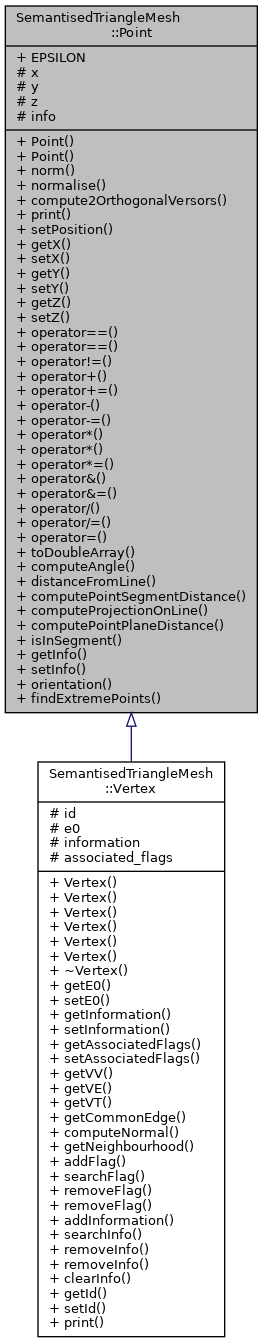 SemantisedTriangleMesh
::Point
+ EPSILON
# x
# y
# z
# info
+ Point()
+ Point()
+ norm()
+ normalise()
+ compute2OrthogonalVersors()
+ print()
+ setPosition()
+ getX()
+ setX()
+ getY()
+ setY()
+ getZ()
+ setZ()
+ operator==()
+ operator==()
+ operator!=()
+ operator+()
+ operator+=()
+ operator-()
+ operator-=()
+ operator*()
+ operator*()
+ operator*=()
+ operator&()
+ operator&=()
+ operator/()
+ operator/=()
+ operator=()
+ toDoubleArray()
+ computeAngle()
+ distanceFromLine()
+ computePointSegmentDistance()
+ computeProjectionOnLine()
+ computePointPlaneDistance()
+ isInSegment()
+ getInfo()
+ setInfo()
+ orientation()
+ findExtremePoints()
SemantisedTriangleMesh
::Vertex
# id
# e0
# information
# associated_flags
+ Vertex()
+ Vertex()
+ Vertex()
+ Vertex()
+ Vertex()
+ Vertex()
+ ~Vertex()
+ getE0()
+ setE0()
+ getInformation()
+ setInformation()
+ getAssociatedFlags()
+ setAssociatedFlags()
+ getVV()
+ getVE()
+ getVT()
+ getCommonEdge()
+ computeNormal()
+ getNeighbourhood()
+ addFlag()
+ searchFlag()
+ removeFlag()
+ removeFlag()
+ addInformation()
+ searchInfo()
+ removeInfo()
+ removeInfo()
+ clearInfo()
+ getId()
+ setId()
+ print()